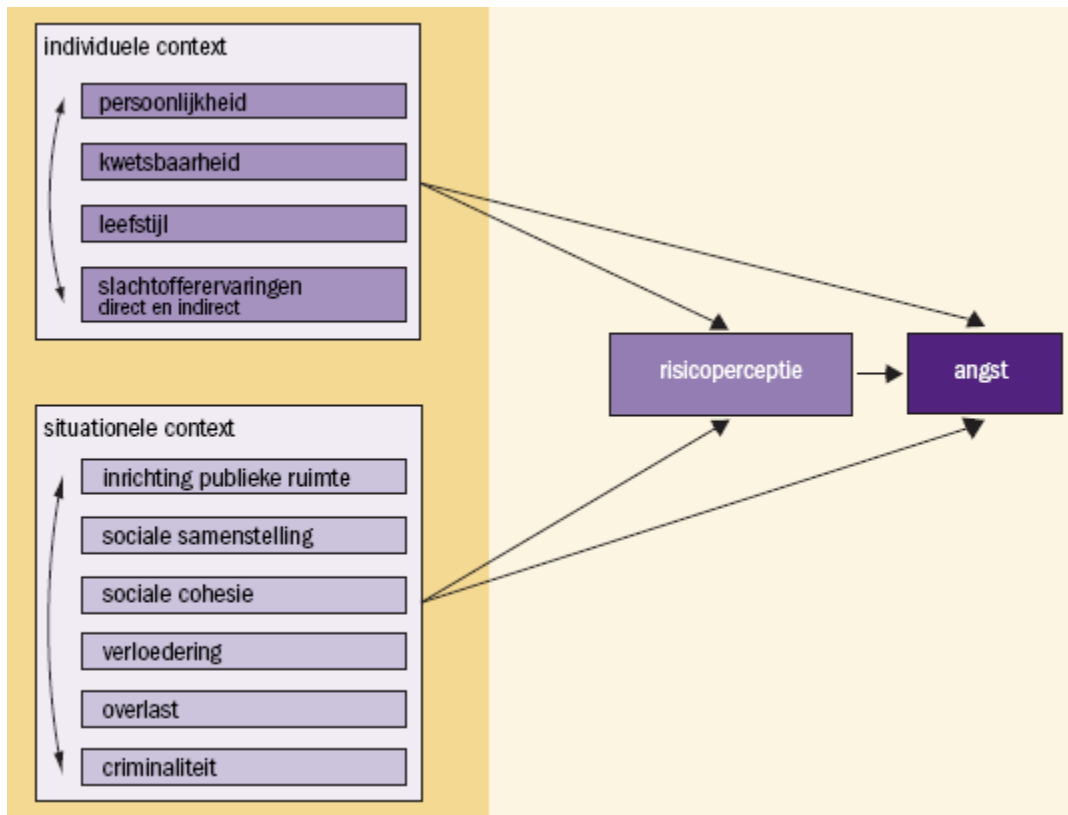 individuele context
persoonlijkheid
kwetsbaarheid
leefstijl
slachtofferervaringen
direct en indirect
risicoperceptie
angst
situationele context
inrichting publieke ruimte
sociale samenstelling
sociale cohesie
verloedering
overlast
criminaliteit